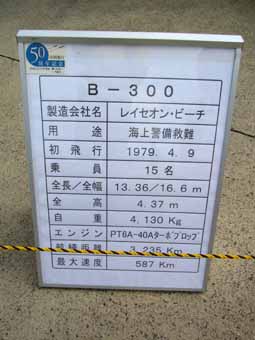 50
周年記念
B－300
製造会社名 レイセオン・ビーチ
用途 海上警備救難
初飛行 1979. 4. 9
乗員 15名
全長／全幅 13.36／16.6 m
全高 4.37 m
自重 4,130 Kg
エンジン PT6A-40Aターボプロップ
航続距離 3,235 Km
最大速度 587 Km